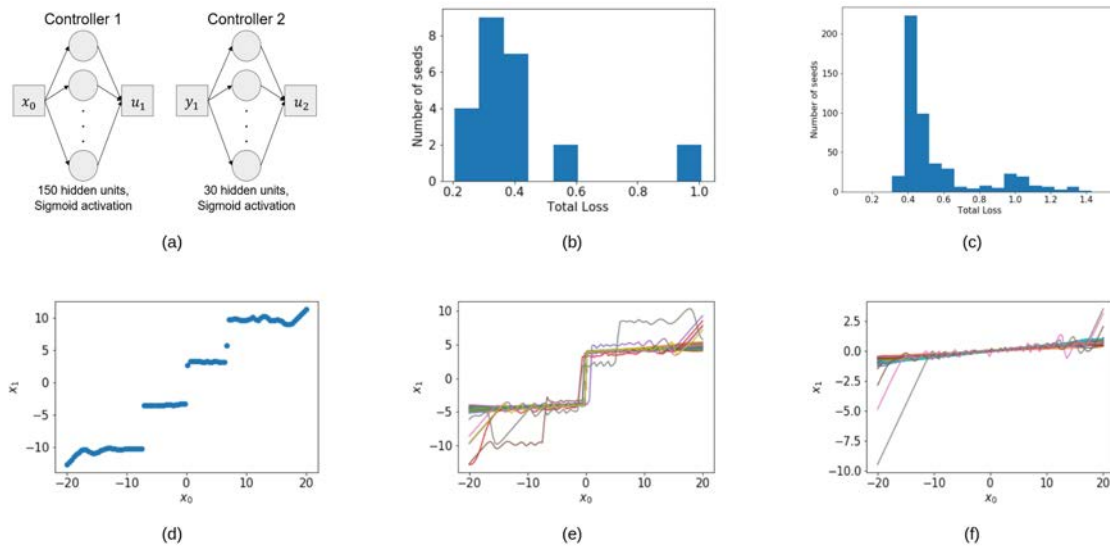 Controller 1
Controller 2
x₀
u₁
y₁
u₂
150 hidden units,
Sigmoid activation
30 hidden units,
Sigmoid activation
(a)
Number of seeds
8
6
4
2
0
0.2 0.4 0.6 0.8 1.0
Total Loss
(b)
Number of seeds
200
150
100
50
0
0.2 0.4 0.6 0.8 1.0 1.2 1.4
Total Loss
(c)
x₁
10
5
0
−5
−10
−20 −10 0 10 20
x₀
(d)
x₁
10
5
0
−5
−10
−20 −10 0 10 20
x₀
(e)
x₁
2.5
0.0
−2.5
−5.0
−7.5
−10.0
−20 −10 0 10 20
x₀
(f)